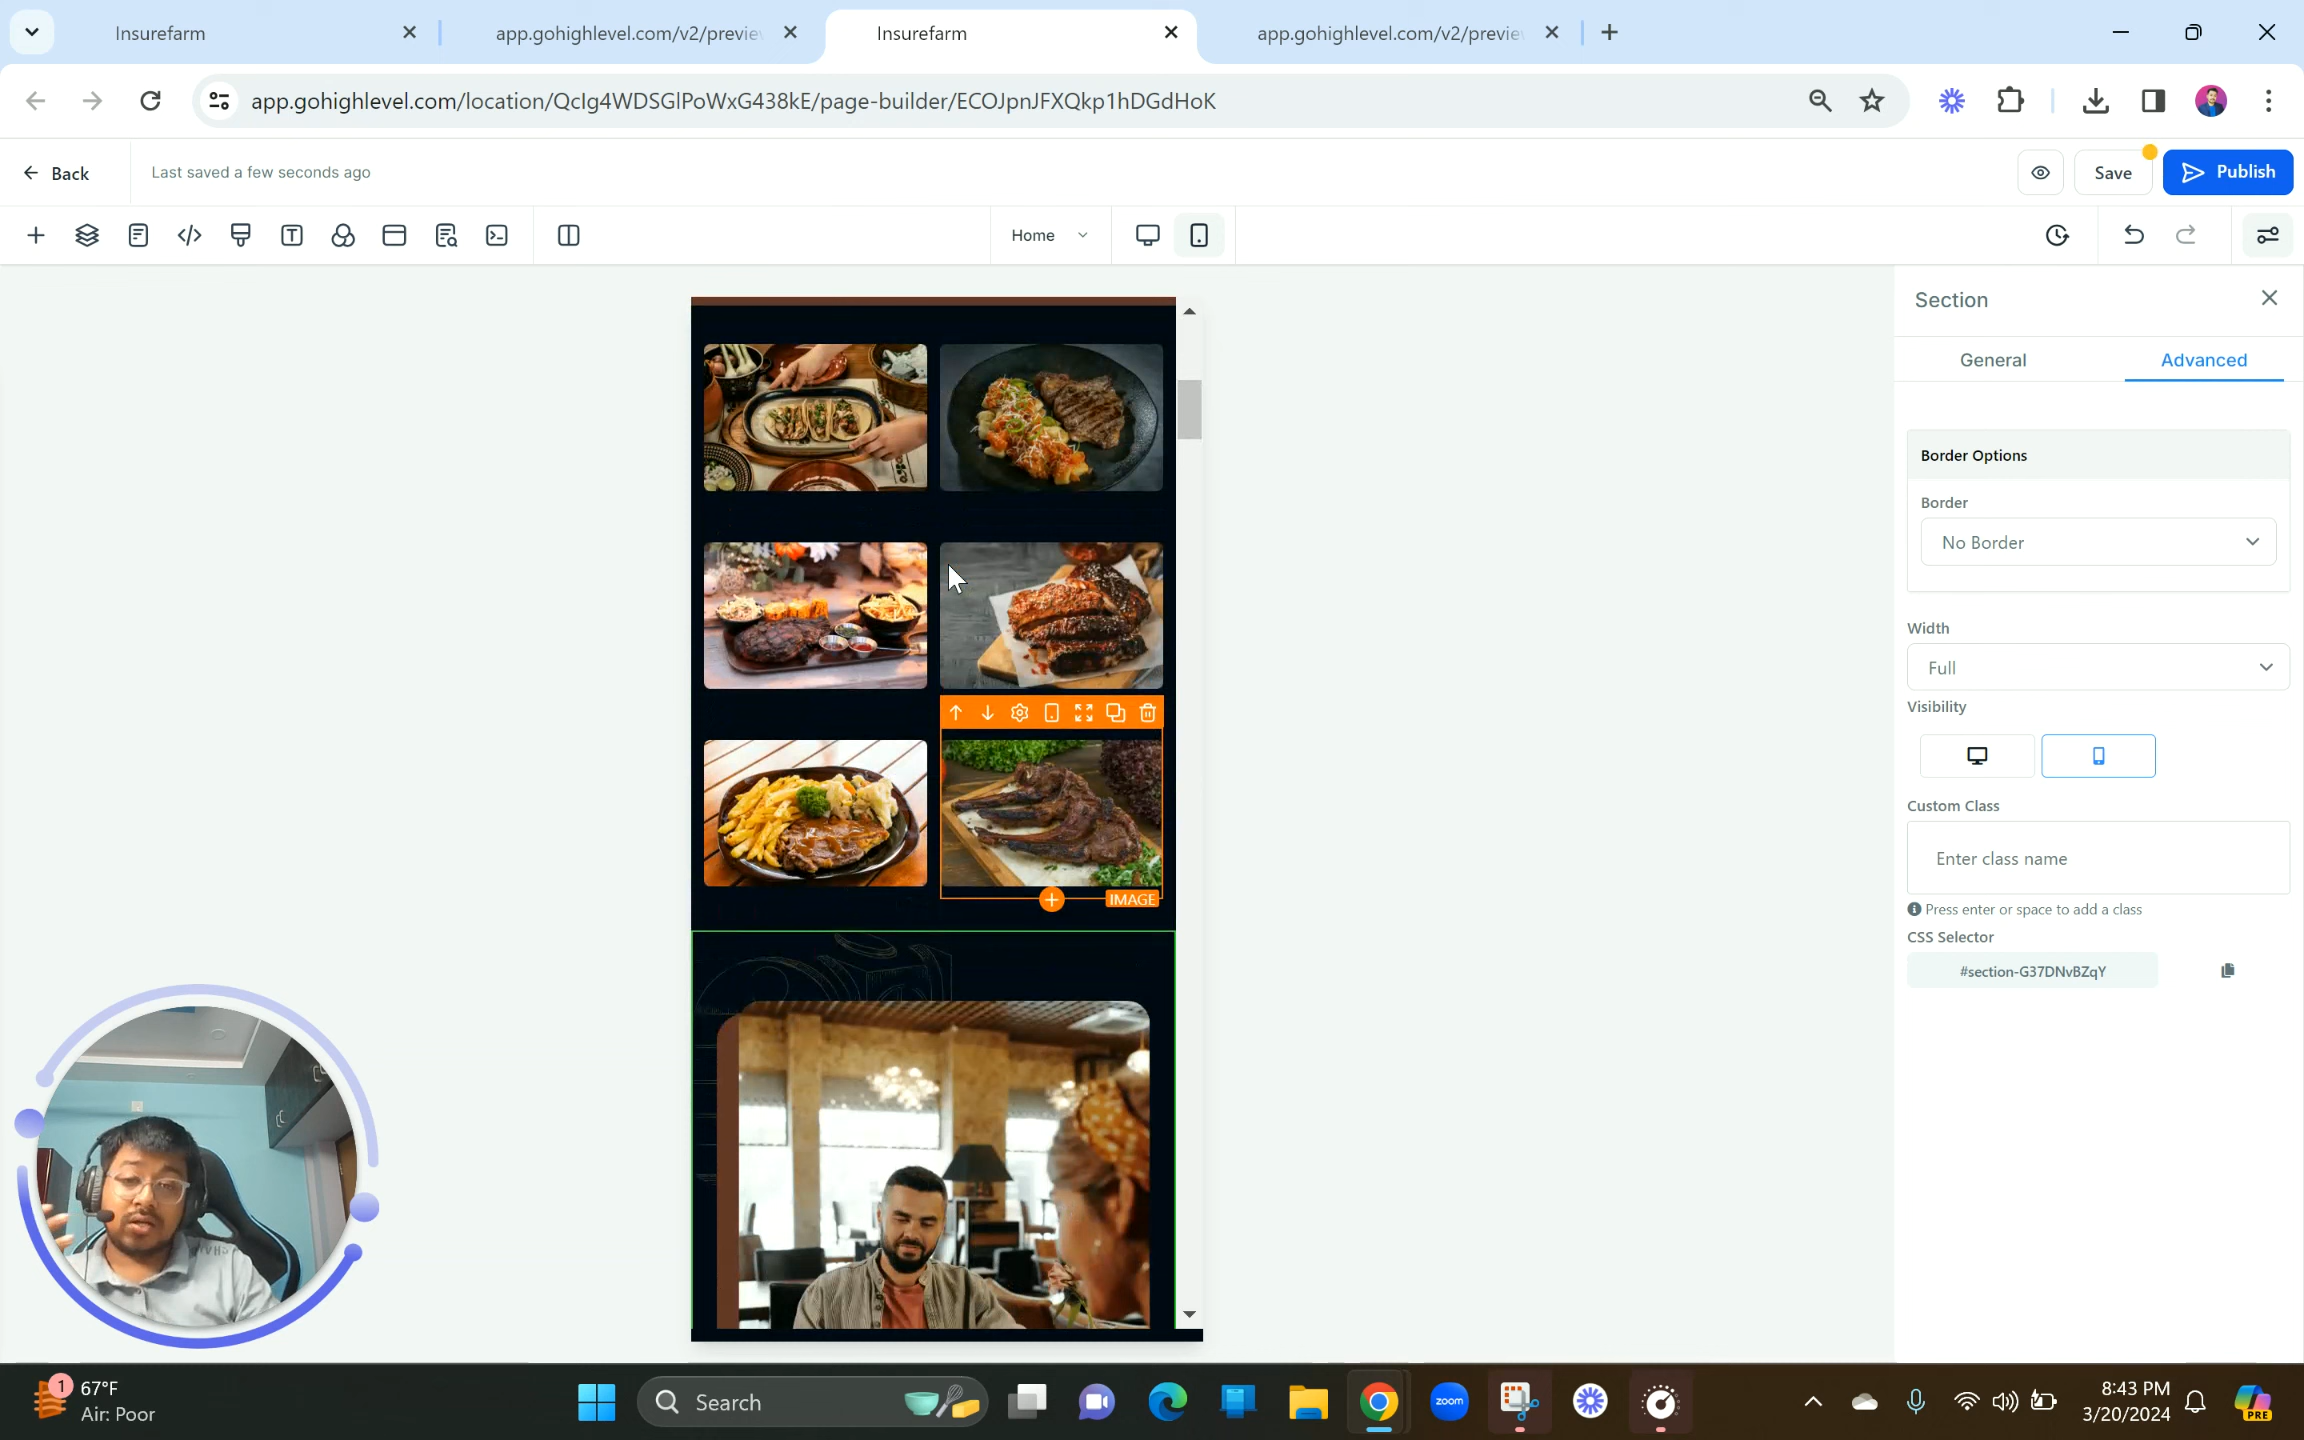 Insurefarm
app.gohighlevel.com/v2/previe
Insurefarm
app.gohighlevel.com/v2/previe
app.gohighlevel.com/location/QcIg4WDSGlPoWxG438kE/page-builder/ECOJpnJFXQkp1hDGdHoK
Back
Last saved a few seconds ago
Save
Publish
Home
Section
General
Advanced
Border Options
Border
No Border
Width
Full
Visibility
Custom Class
Enter class name
Press enter or space to add a class
CSS Selector
#section-G37DNvBZqY
IMAGE
1
67°F
Air: Poor
Search
zoom
8:43 PM
3/20/2024
PRE